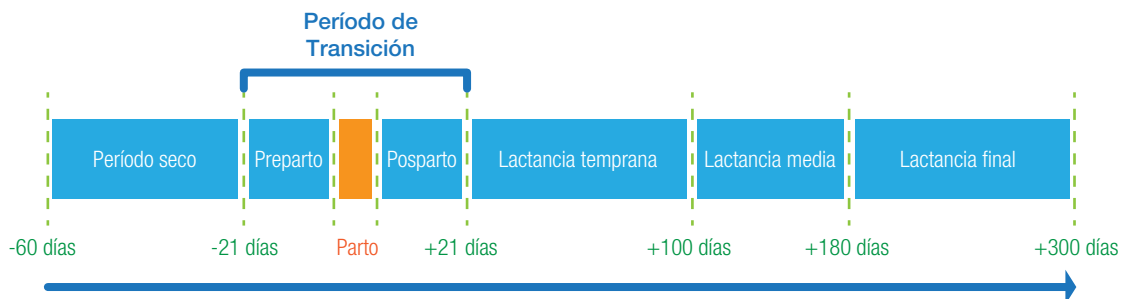 Período de
Transición
Período seco
Preparto
Posparto
Lactancia temprana
Lactancia media
Lactancia final
-60 días
-21 días
Parto
+21 días
+100 días
+180 días
+300 días